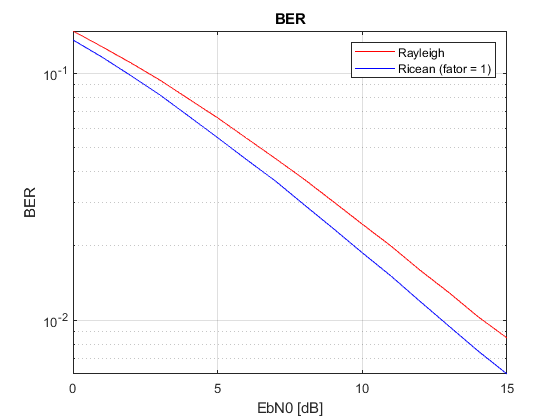 BER
Rayleigh
Ricean (fator = 1)
10-1
BER
10-2
0 5 10 15
EbN0 [dB]